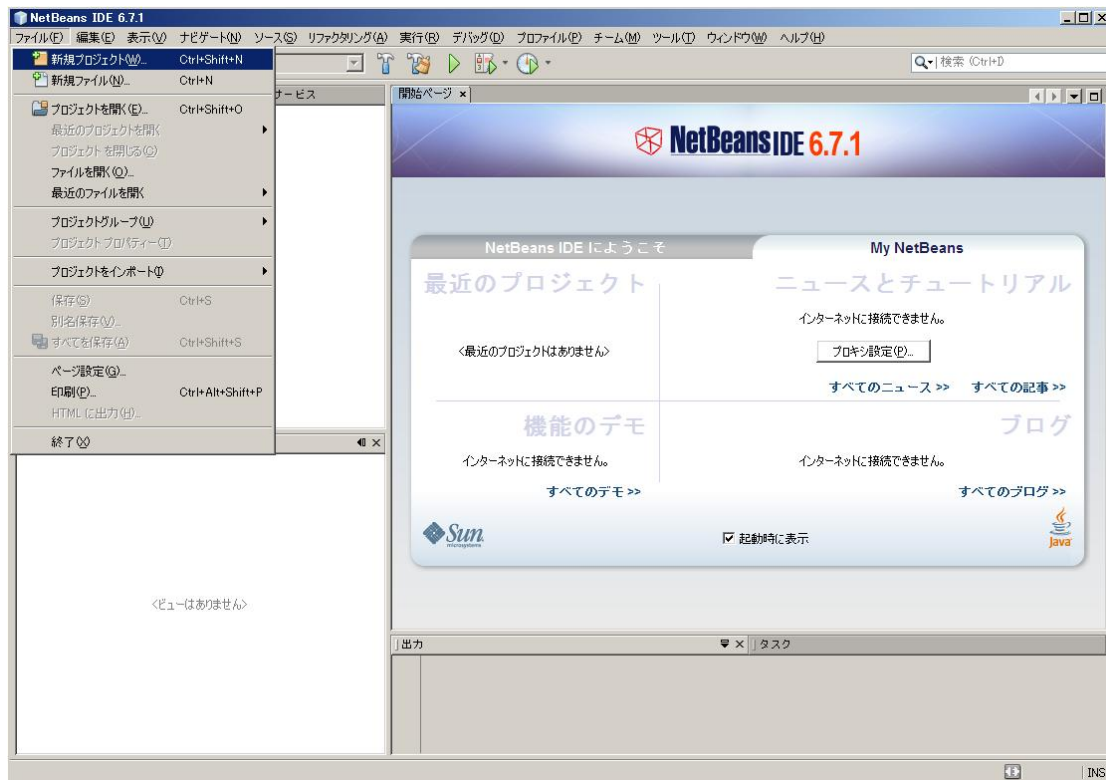 NetBeans IDE 6.7.1
ファイル(F) 編集(E) 表示(V) ナビゲート(N) ソース(S) リファクタリング(A) 実行(R) デバッグ(D) プロファイル(P) チーム(M) ツール(T) ウィンドウ(W) ヘルプ(H)
新規プロジェクト(W)... Ctrl+Shift+N
新規ファイル(N)... Ctrl+N
プロジェクトを開く(E)... Ctrl+Shift+O
最近のプロジェクトを開く
プロジェクトを閉じる(C)
ファイルを開く(O)...
最近のファイルを開く
プロジェクトグループ(U)
プロジェクトプロパティー(T)
プロジェクトをインポート(I)
保存(S) Ctrl+S
別名保存(V)...
すべてを保存(A) Ctrl+Shift+S
ページ設定(G)...
印刷(P)... Ctrl+Alt+Shift+P
HTML に出力(H)...
終了(X)
検索 (Ctrl+I)
サービス
開始ページ
NetBeans IDE 6.7.1
NetBeans IDE にようこそ
My NetBeans
最近のプロジェクト
<最近のプロジェクトはありません>
ニュースとチュートリアル
インターネットに接続できません。
プロキシ設定(P)...
すべてのニュース >> すべての記事 >>
機能のデモ
インターネットに接続できません。
すべてのデモ >>
ブログ
インターネットに接続できません。
すべてのブログ >>
Sun
microsystems
起動時に表示
Java
<ビューはありません>
出力
タスク
INS